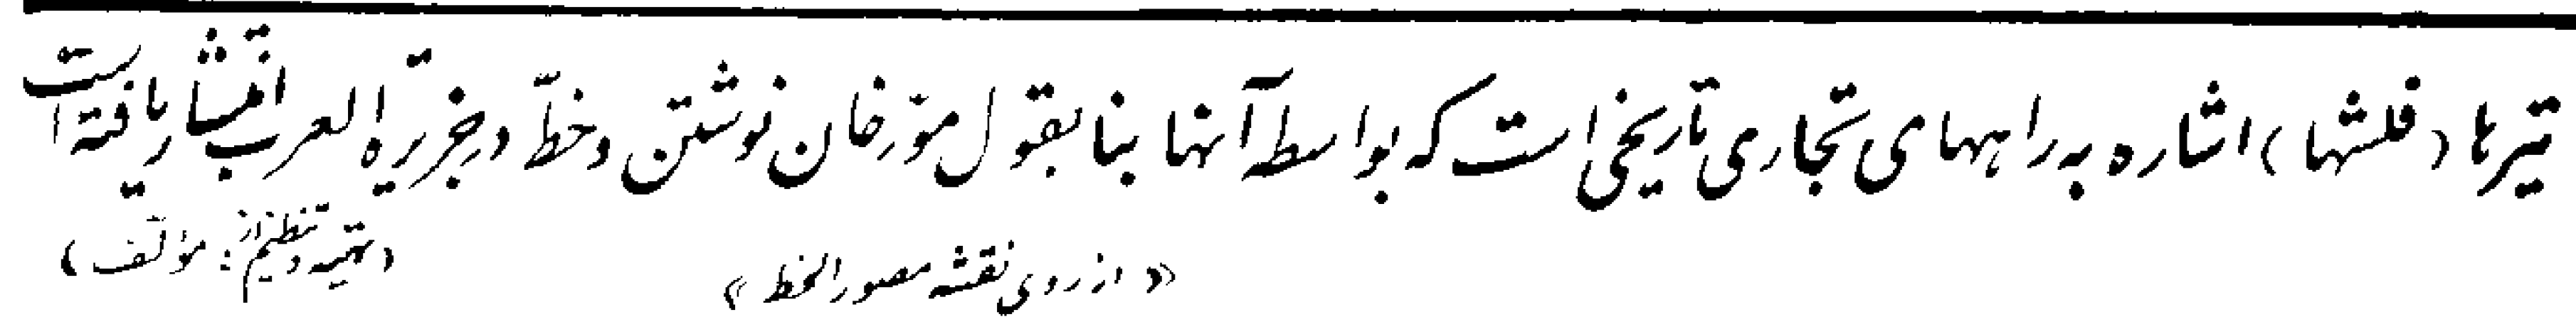 تیرها (فلشها) اشاره به راههای تجاری تاریخی است که بواسطه آنها بنا بقول مؤرخان نوشتن و خطّ در جزیرة العرب انتشار یافته است
«از روی نقشه مصور الخط» (تهیه و تنظیم از: مؤلف)